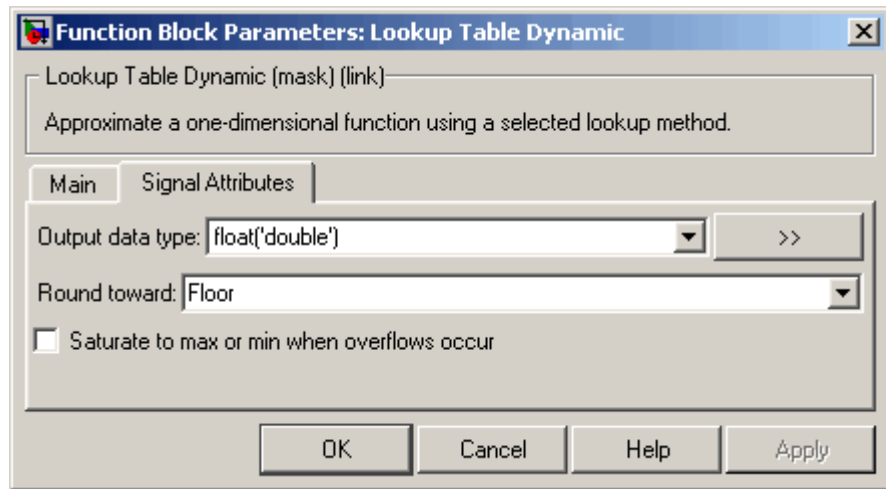 Function Block Parameters: Lookup Table Dynamic
Lookup Table Dynamic (mask) (link)
Approximate a one-dimensional function using a selected lookup method.
Main Signal Attributes
Output data type: float('double') >>
Round toward: Floor
Saturate to max or min when overflows occur
OK Cancel Help Apply